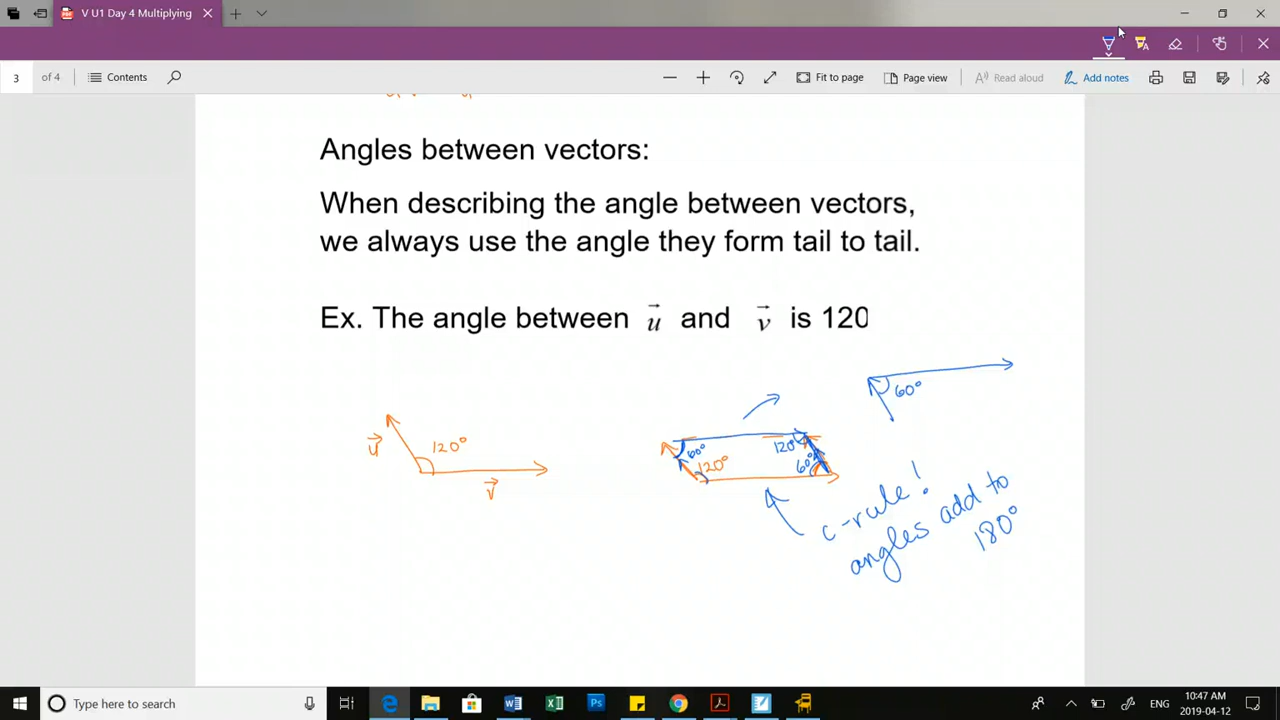 V U1 Day 4 Multiplying
3 of 4 Contents Fit to page Page view Read aloud Add notes
Angles between vectors:
When describing the angle between vectors,
we always use the angle they form tail to tail.
Ex. The angle between u and v is 120
60°
u 120°
v
60° 120°
120° 60°
c-rule!
angles add to
180°
Type here to search
ENG 10:47 AM
2019-04-12